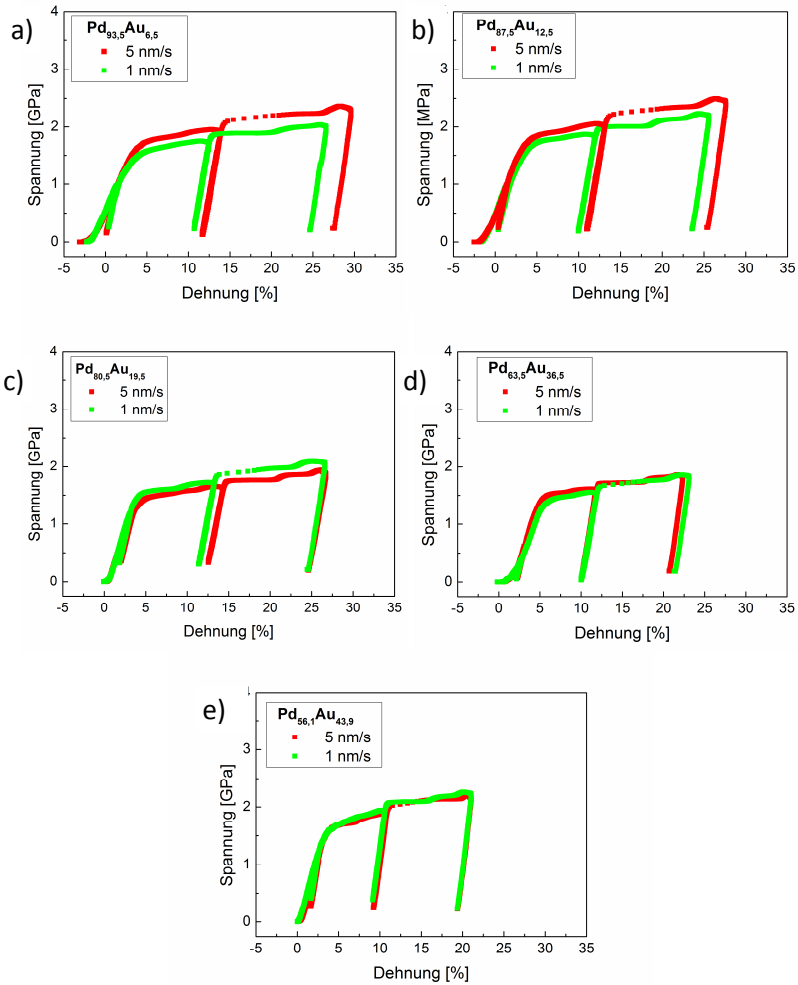 a)
Pd93,5Au6,5
5 nm/s
1 nm/s
4
3
2
1
0
Spannung [GPa]
-5 0 5 10 15 20 25 30 35
Dehnung [%]
b)
Pd87,5Au12,5
5 nm/s
1 nm/s
4
3
2
1
0
Spannung [MPa]
-5 0 5 10 15 20 25 30 35
Dehnung [%]
c)
Pd80,5Au19,5
5 nm/s
1 nm/s
4
3
2
1
0
Spannung [GPa]
-5 0 5 10 15 20 25 30 35
Dehnung [%]
d)
Pd63,5Au36,5
5 nm/s
1 nm/s
4
3
2
1
0
Spannung [GPa]
-5 0 5 10 15 20 25 30 35
Dehnung [%]
e)
Pd56,1Au43,9
5 nm/s
1 nm/s
3
2
1
0
Spannung [GPa]
-5 0 5 10 15 20 25 30 35
Dehnung [%]